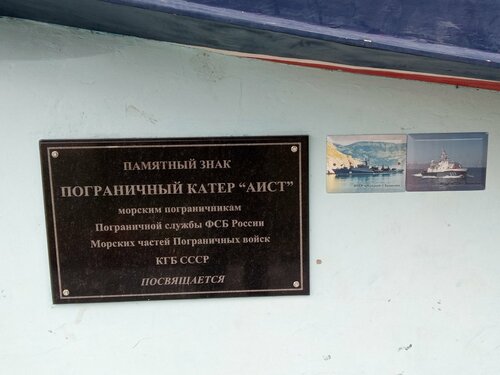 ПАМЯТНЫЙ ЗНАК
ПОГРАНИЧНЫЙ КАТЕР “АИСТ”
морским пограничникам
Пограничной службы ФСБ России
Морских частей Пограничных войск
КГБ СССР
ПОСВЯЩАЕТСЯ